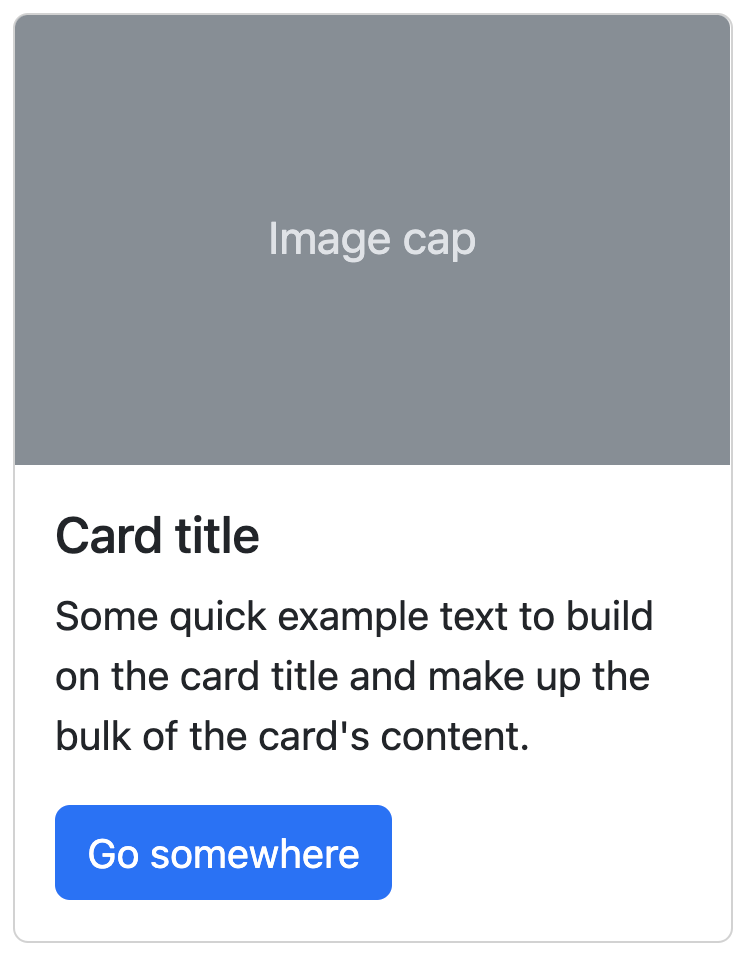 Image cap
Card title
Some quick example text to build
on the card title and make up the
bulk of the card's content.
Go somewhere